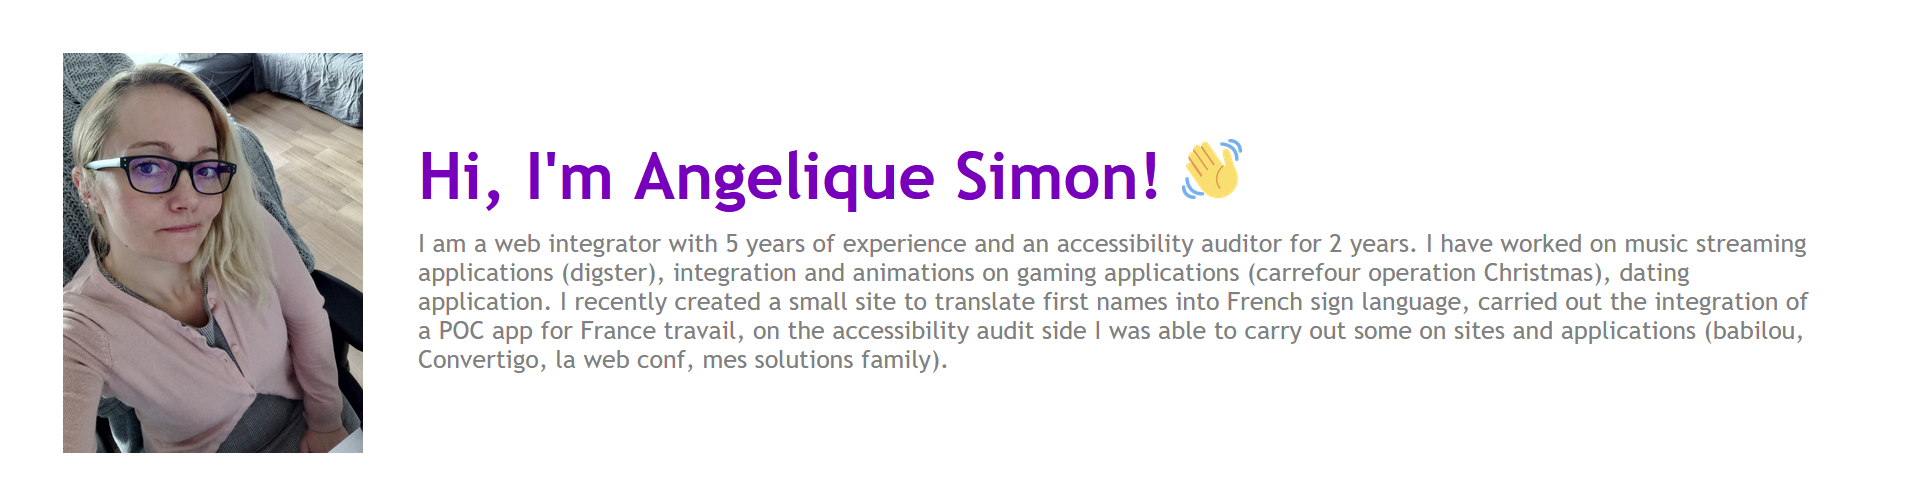 Hi, I'm Angelique Simon! 👋
I am a web integrator with 5 years of experience and an accessibility auditor for 2 years. I have worked on music streaming
applications (digster), integration and animations on gaming applications (carrefour operation Christmas), dating
application. I recently created a small site to translate first names into French sign language, carried out the integration of
a POC app for France travail, on the accessibility audit side I was able to carry out some on sites and applications (babilou,
Convertigo, la web conf, mes solutions family).